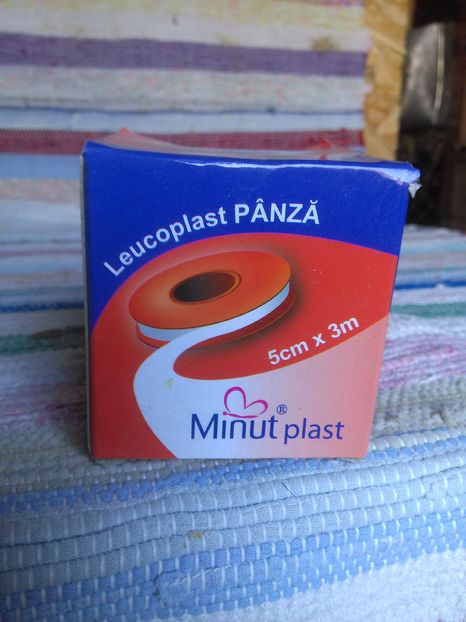 Leucoplast PÂNZĂ
5cm x 3m
Minut® plast